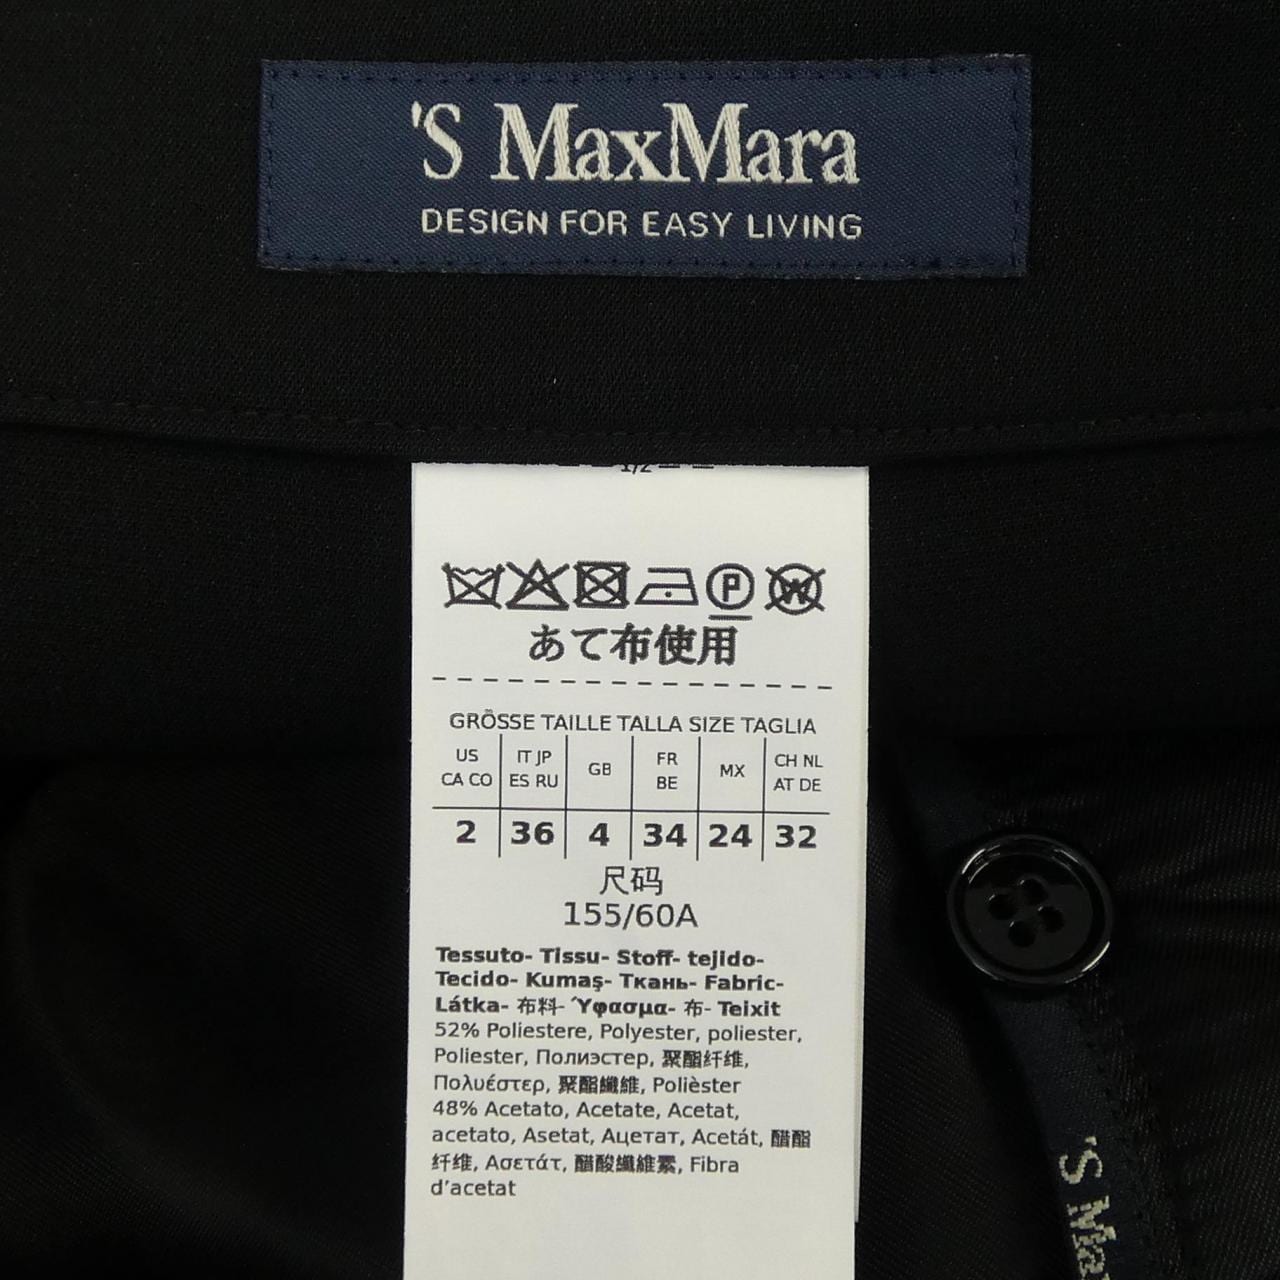 'S MaxMara
DESIGN FOR EASY LIVING
1/2
P W
あて布使用
GRÖSSE TAILLE TALLA SIZE TAGLIA
US CA CO IT JP ES RU GB FR BE MX CH NL AT DE
2 36 4 34 24 32
尺码
155/60A
Tessuto- Tissu- Stoff- tejido-
Tecido- Kumaş- Ткань- Fabric-
Látka- 布料- Ύφασμα- 布- Teixit
52% Poliestere, Polyester, poliester,
Poliester, Полиэстер, 聚酯纤维,
Πολυέστερ, 聚酯纖維, Polièster
48% Acetato, Acetate, Acetat,
acetato, Asetat, Ацетат, Acetát, 醋酯
纤维, Ασετάτ, 醋酸纖維素, Fibra
d'acetat
'S Ma